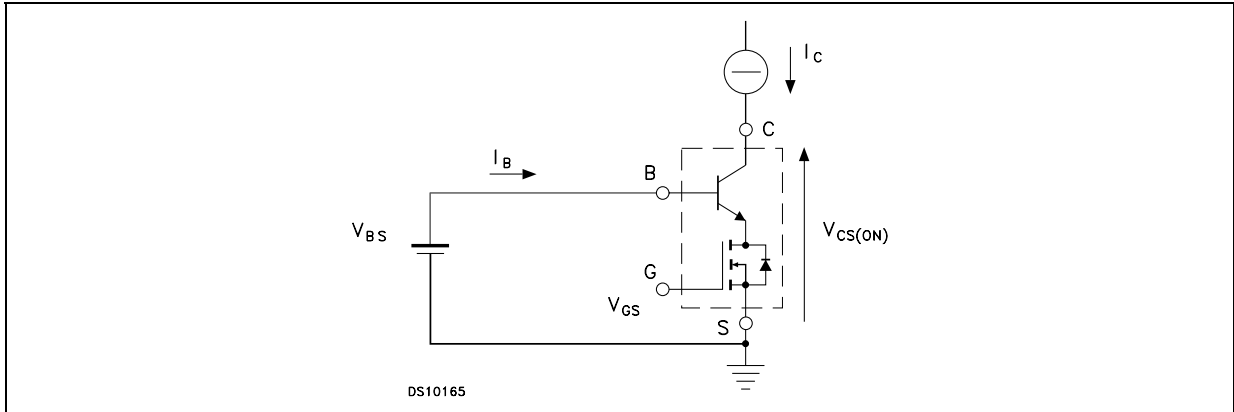 I_C
C
I_B
B
V_BS
V_CS(ON)
G
V_GS
S
DS10165